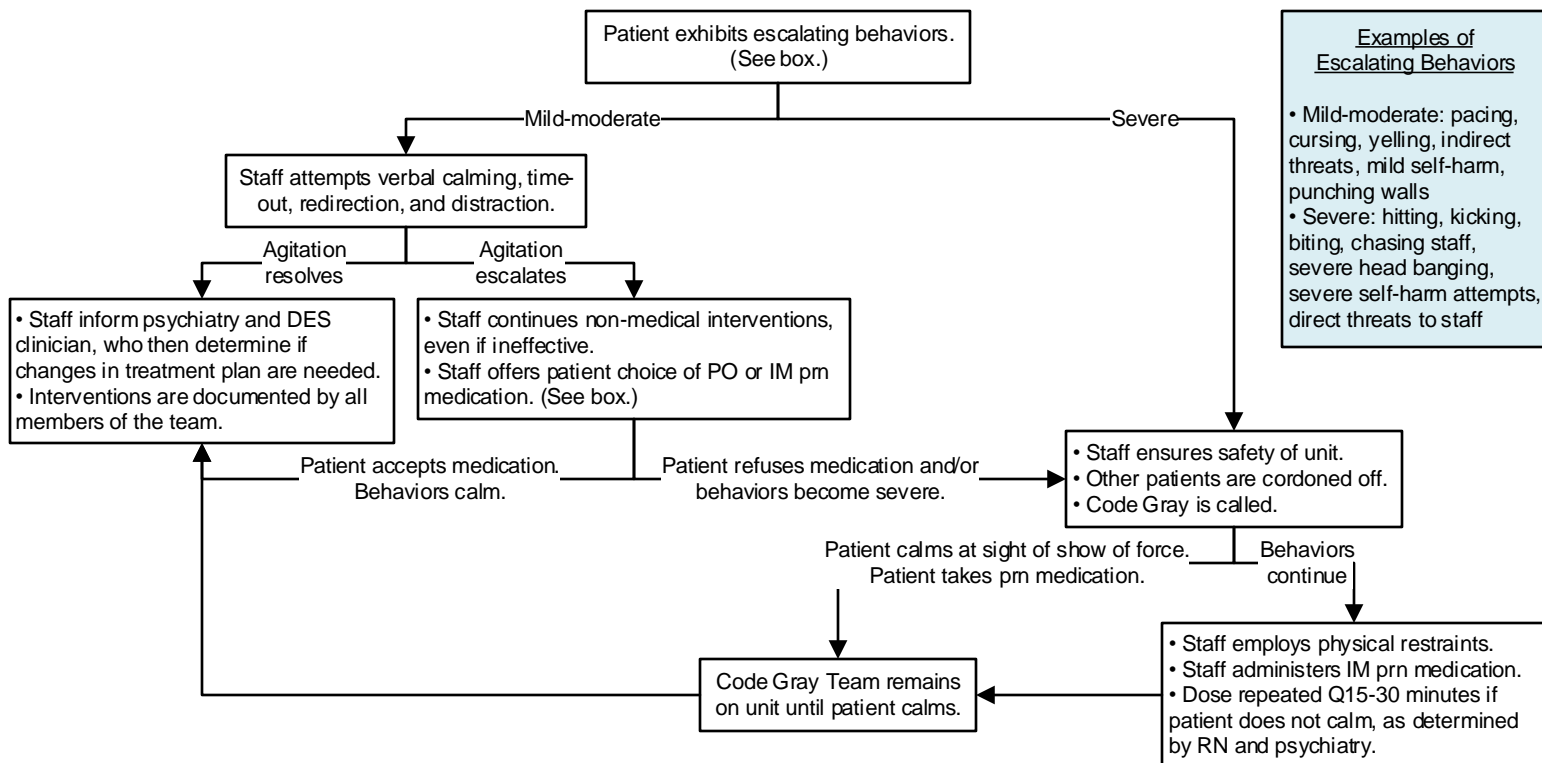 Patient exhibits escalating behaviors.
(See box.)
Examples of
Escalating Behaviors
• Mild-moderate: pacing,
cursing, yelling, indirect
threats, mild self-harm,
punching walls
• Severe: hitting, kicking,
biting, chasing staff,
severe head banging,
severe self-harm attempts,
direct threats to staff
Mild-moderate
Severe
Staff attempts verbal calming, time-
out, redirection, and distraction.
Agitation
resolves
Agitation
escalates
• Staff inform psychiatry and DES
clinician, who then determine if
changes in treatment plan are needed.
• Interventions are documented by all
members of the team.
• Staff continues non-medical interventions,
even if ineffective.
• Staff offers patient choice of PO or IM prn
medication. (See box.)
Patient accepts medication.
Behaviors calm.
Patient refuses medication and/or
behaviors become severe.
• Staff ensures safety of unit.
• Other patients are cordoned off.
• Code Gray is called.
Patient calms at sight of show of force.
Patient takes prn medication.
Behaviors
continue
Code Gray Team remains
on unit until patient calms.
• Staff employs physical restraints.
• Staff administers IM prn medication.
• Dose repeated Q15-30 minutes if
patient does not calm, as determined
by RN and psychiatry.